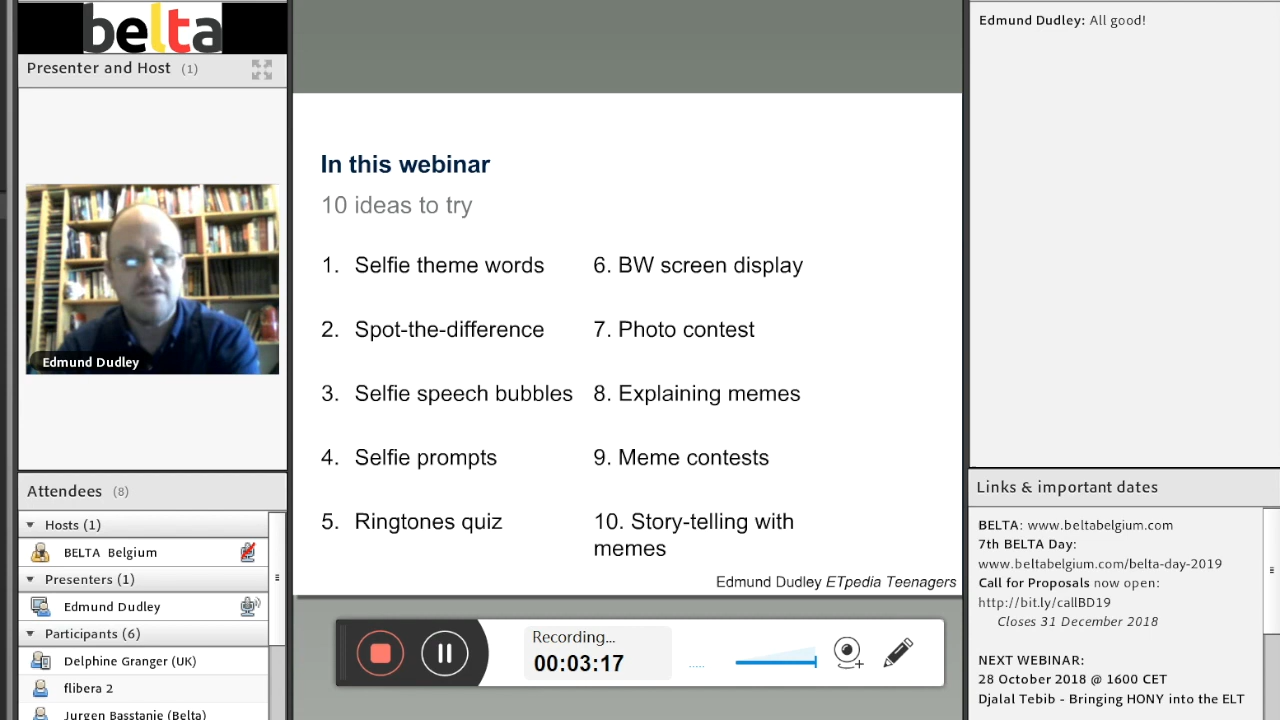 belta
Presenter and Host (1)
Edmund Dudley
Attendees (8)
Hosts (1)
BELTA Belgium
Presenters (1)
Edmund Dudley
Participants (6)
Delphine Granger (UK)
flibera 2
Jurgen Basstanie (Belta)
In this webinar
10 ideas to try
1. Selfie theme words
2. Spot-the-difference
3. Selfie speech bubbles
4. Selfie prompts
5. Ringtones quiz
6. BW screen display
7. Photo contest
8. Explaining memes
9. Meme contests
10. Story-telling with
memes
Edmund Dudley ETpedia Teenagers
Recording...
00:03:17
Edmund Dudley: All good!
Links & important dates
BELTA: www.beltabelgium.com
7th BELTA Day:
www.beltabelgium.com/belta-day-2019
Call for Proposals now open:
http://bit.ly/callBD19
Closes 31 December 2018
NEXT WEBINAR:
28 October 2018 @ 1600 CET
Djalal Tebib - Bringing HONY into the ELT